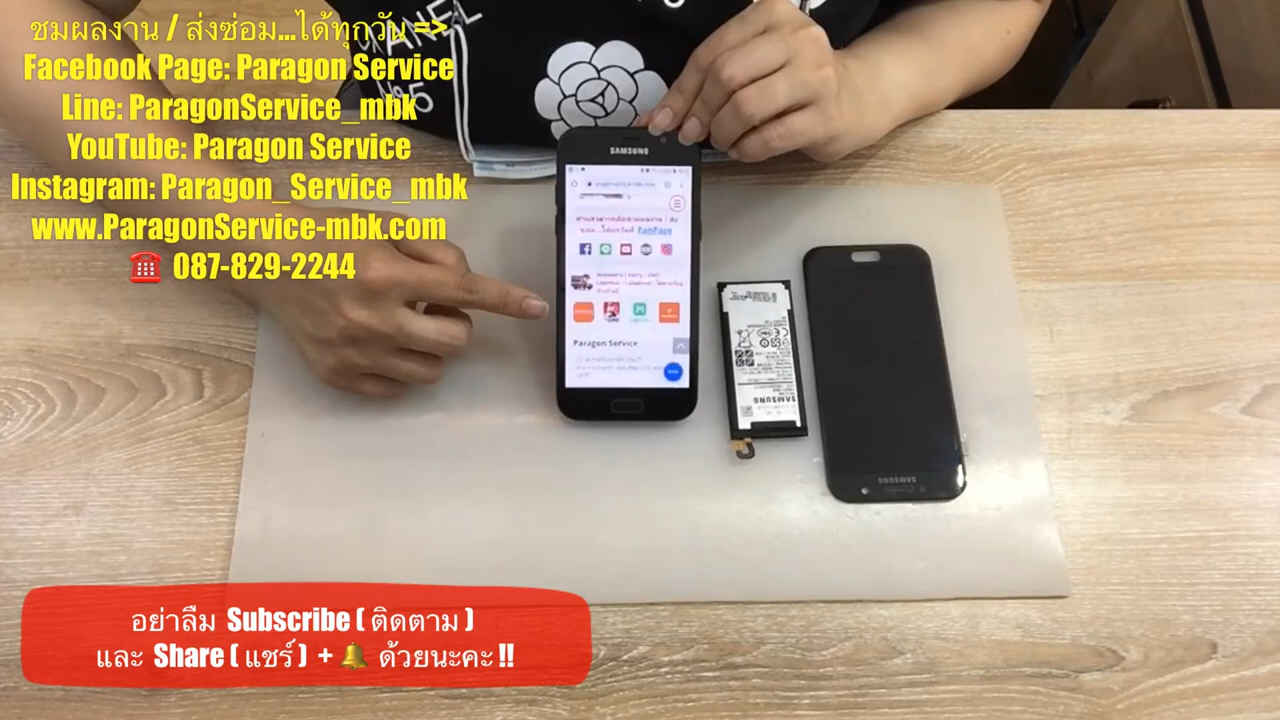 ชมผลงาน / ส่งซ่อม...ได้ทุกวัน =>
Facebook Page: Paragon Service
Line: ParagonService_mbk
YouTube: Paragon Service
Instagram: Paragon_Service_mbk
www.ParagonService-mbk.com
☎️ 087-829-2244
CHANEL
Nº5
SAMSUNG
FanPage
Paragon Service
SAMSUNG
SAMSUNG
อย่าลืม Subscribe ( ติดตาม )
และ Share ( แชร์ ) + 🔔 ด้วยนะคะ !!